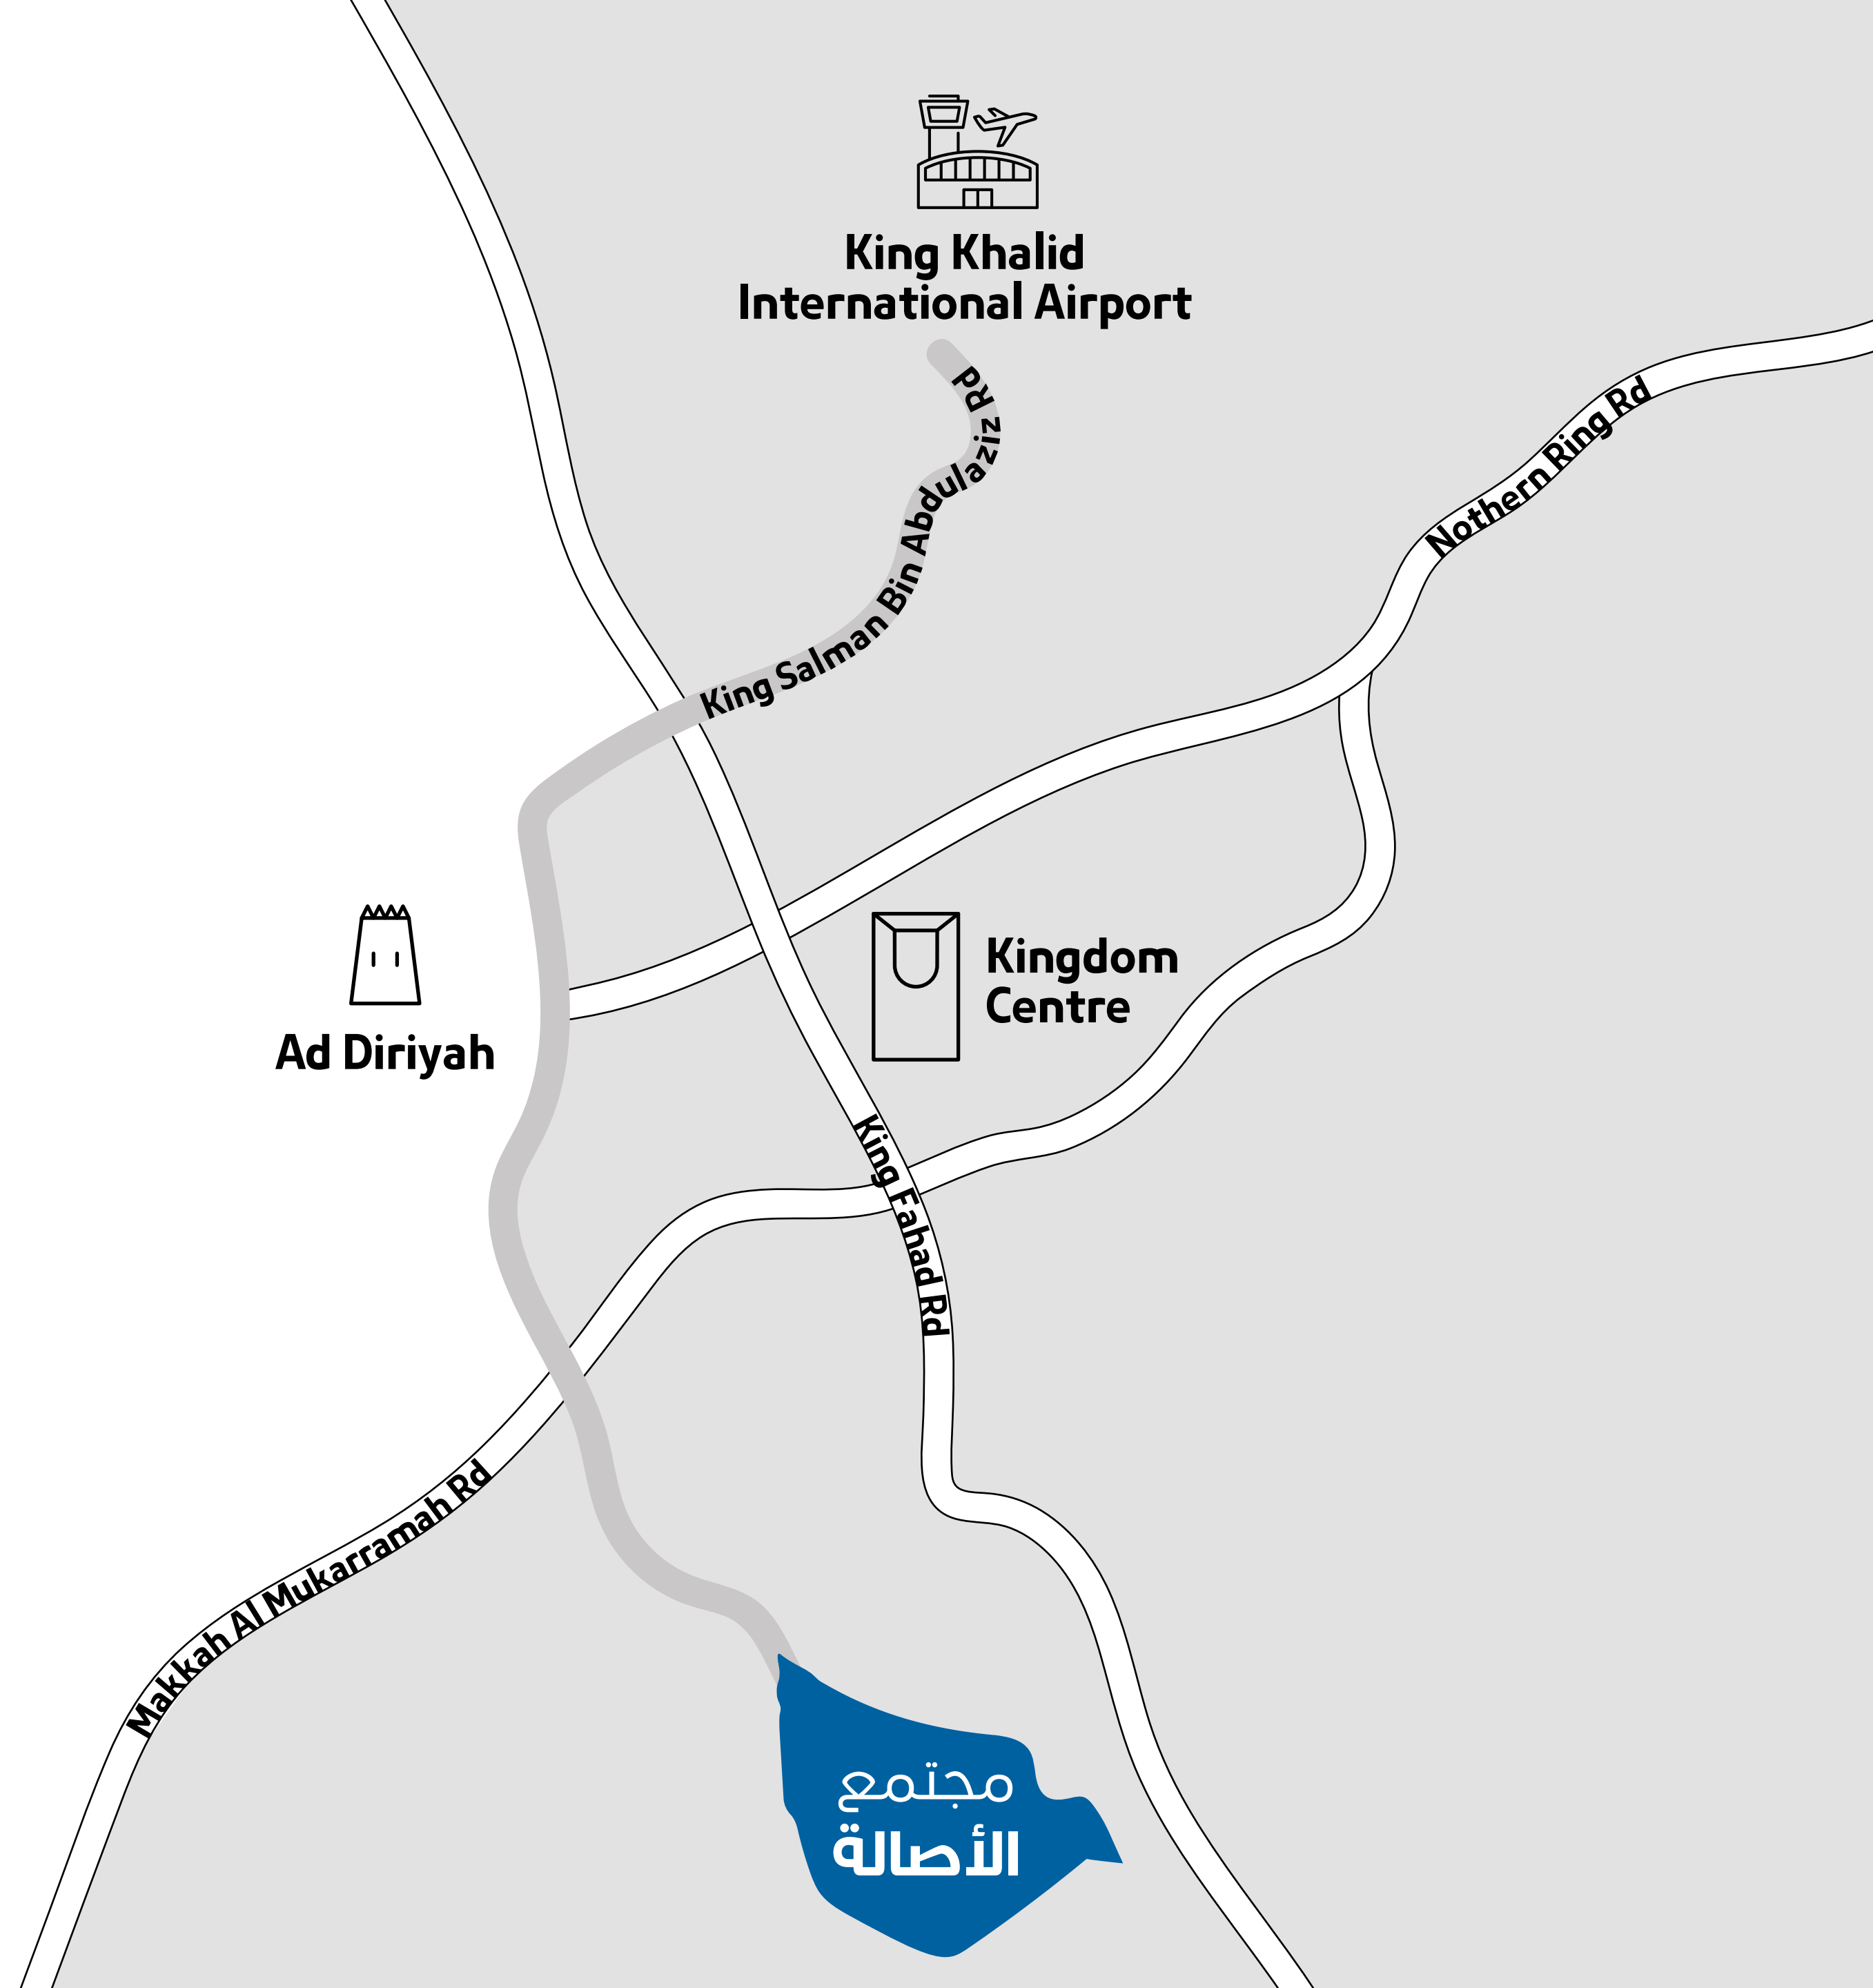 King Khalid
International Airport
King Salman Bin Abdulaziz Rd
Nothern Ring Rd
Kingdom
Centre
Ad Diriyah
King Fahad Rd
Makkah Al Mukarramah Rd
مجتمع
الأصالة